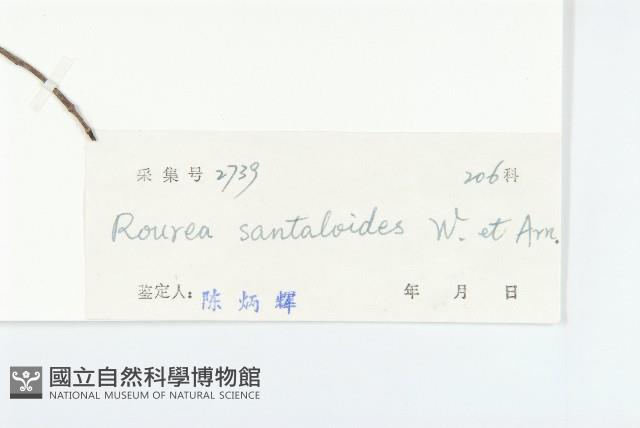 采集号 2739 206科
Rourea santaloides W. et Arn.
鉴定人: 陈炳辉 年 月 日
國立自然科學博物館
NATIONAL MUSEUM OF NATURAL SCIENCE